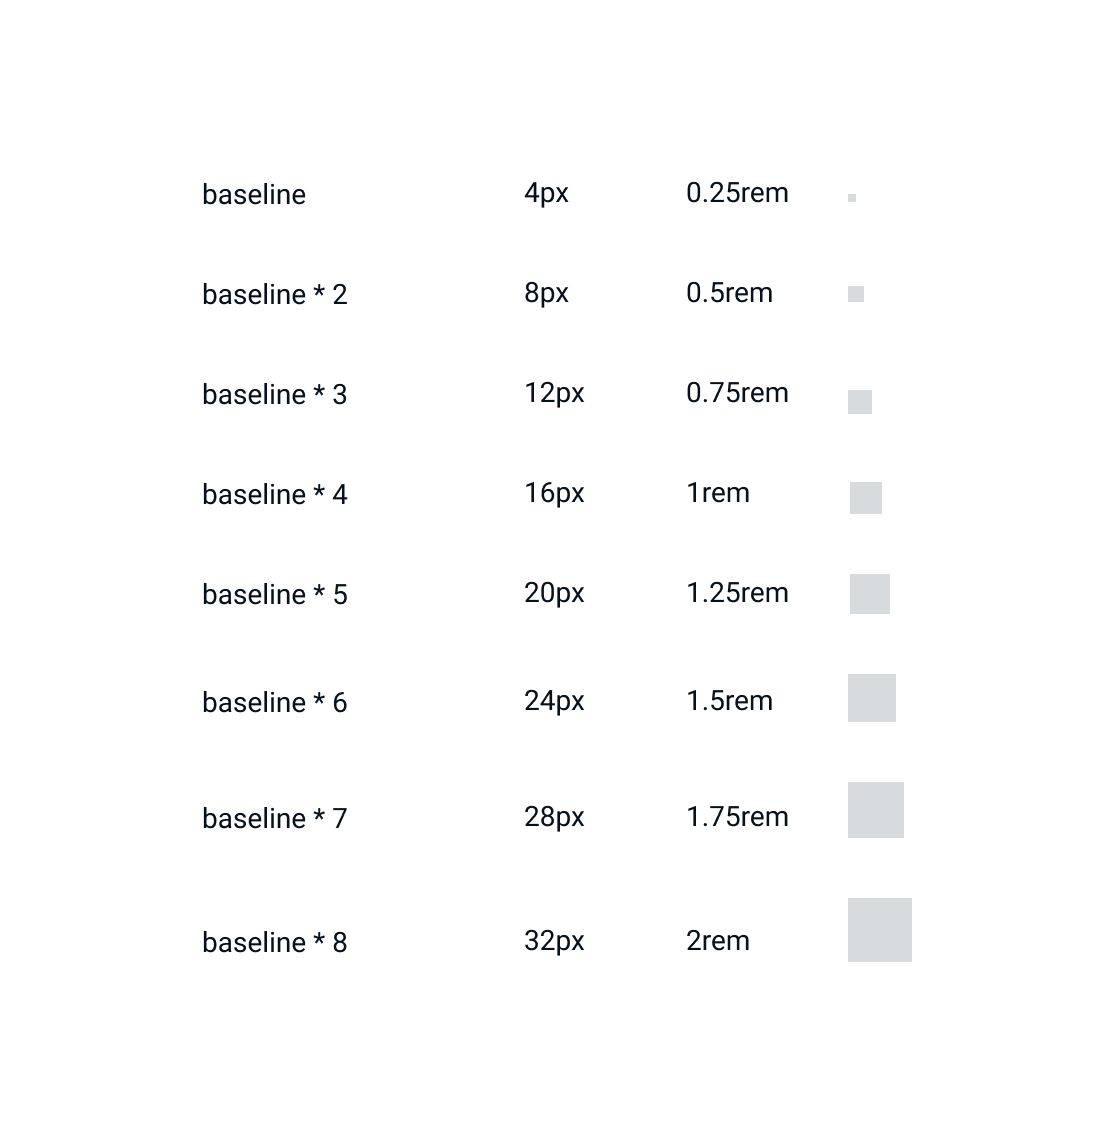 baseline 4px 0.25rem
baseline * 2 8px 0.5rem
baseline * 3 12px 0.75rem
baseline * 4 16px 1rem
baseline * 5 20px 1.25rem
baseline * 6 24px 1.5rem
baseline * 7 28px 1.75rem
baseline * 8 32px 2rem